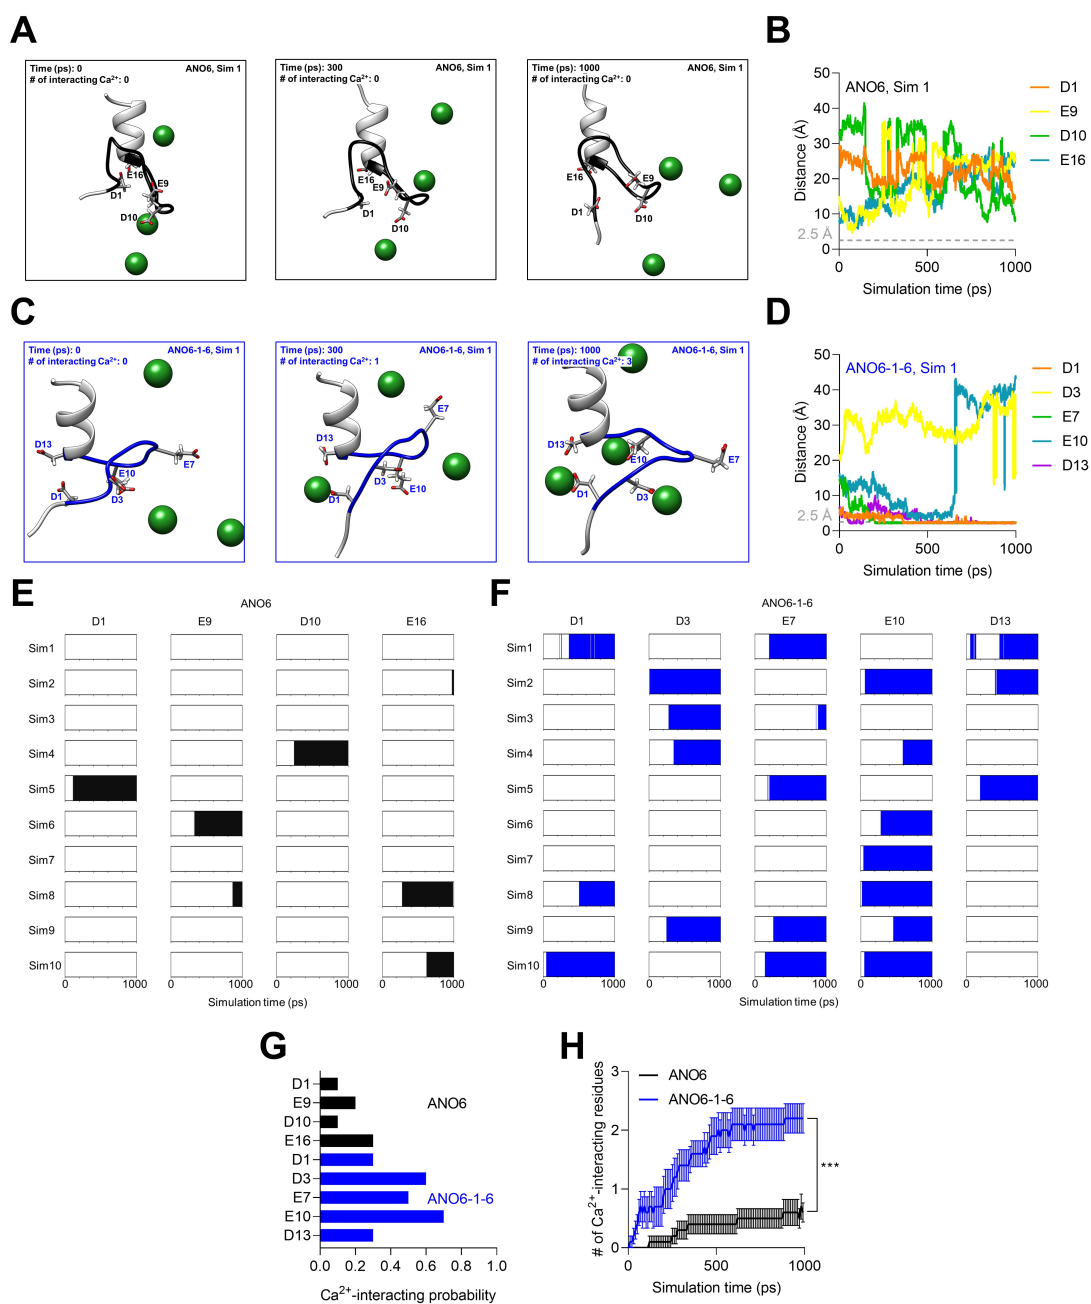 A
Time (ps): 0 ANO6, Sim 1
# of interacting Ca²⁺: 0
E16
D1
E9
D10
Time (ps): 300 ANO6, Sim 1
# of interacting Ca²⁺: 0
E16
E9
D1
D10
Time (ps): 1000 ANO6, Sim 1
# of interacting Ca²⁺: 0
E16
E9
D1
D10
B
ANO6, Sim 1
Distance (Å)
50
40
30
20
10
0
2.5 Å
0 500 1000
Simulation time (ps)
D1
E9
D10
E16
C
Time (ps): 0 ANO6-1-6, Sim 1
# of interacting Ca²⁺: 0
D13
E7
E10
D1
D3
Time (ps): 300 ANO6-1-6, Sim 1
# of interacting Ca²⁺: 1
E7
D13
D3
E10
D1
Time (ps): 1000 ANO6-1-6, Sim 1
# of interacting Ca²⁺: 3
D13
E10
E7
D1
D3
D
ANO6-1-6, Sim 1
Distance (Å)
50
40
30
20
10
0
2.5 Å
0 500 1000
Simulation time (ps)
D1
D3
E7
E10
D13
E
ANO6
D1 E9 D10 E16
Sim1
Sim2
Sim3
Sim4
Sim5
Sim6
Sim7
Sim8
Sim9
Sim10
0 1000 0 1000 0 1000 0 1000
Simulation time (ps)
F
ANO6-1-6
D1 D3 E7 E10 D13
Sim1
Sim2
Sim3
Sim4
Sim5
Sim6
Sim7
Sim8
Sim9
Sim10
0 1000 0 1000 0 1000 0 1000 0 1000
Simulation time (ps)
G
D1
E9
D10
E16
D1
D3
E7
E10
D13
ANO6
ANO6-1-6
0.0 0.2 0.4 0.6 0.8 1.0
Ca²⁺-interacting probability
H
# of Ca²⁺-interacting residues
3
2
1
0
ANO6
ANO6-1-6
***
0 500 1000
Simulation time (ps)